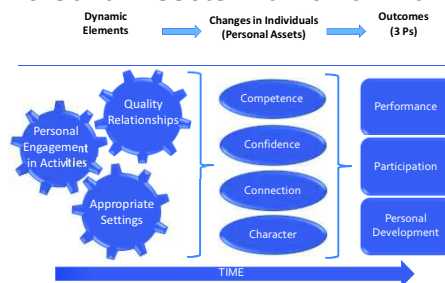 Dynamic
Elements
Changes in Individuals
(Personal Assets)
Outcomes
(3 Ps)
Quality
Relationships
Personal
Engagement
in Activities
Appropriate
Settings
Competence
Confidence
Connection
Character
Performance
Participation
Personal
Development
TIME